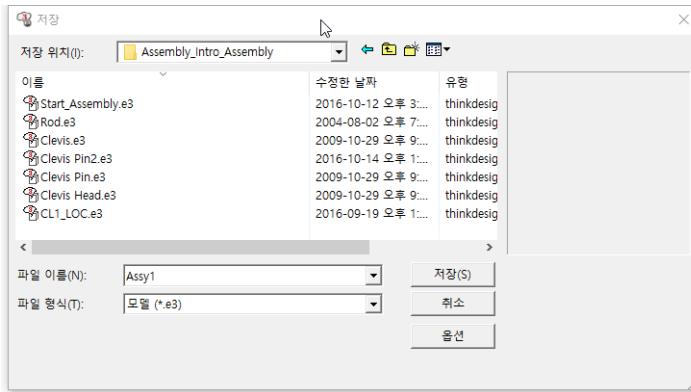 저장
저장 위치(I): Assembly_Intro_Assembly
이름 수정한 날짜 유형
Start_Assembly.e3 2016-10-12 오후 3:... thinkdesig
Rod.e3 2004-08-02 오후 7:... thinkdesig
Clevis.e3 2009-10-29 오후 9:... thinkdesig
Clevis Pin2.e3 2016-10-14 오후 1:... thinkdesig
Clevis Pin.e3 2009-10-29 오후 9:... thinkdesig
Clevis Head.e3 2009-10-29 오후 9:... thinkdesig
CL1_LOC.e3 2016-09-19 오후 1:... thinkdesig
파일 이름(N): Assy1 저장(S)
파일 형식(T): 모델 (*.e3) 취소
옵션